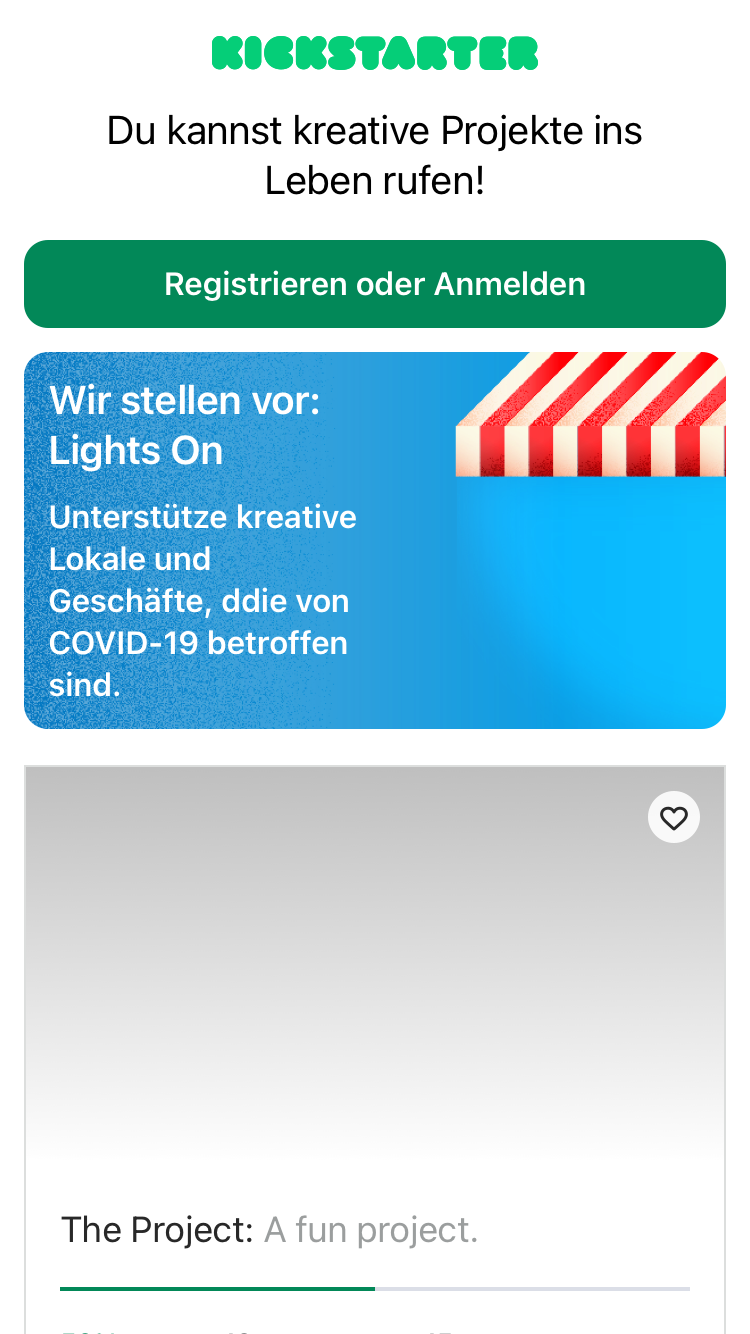 KICKSTARTER
Du kannst kreative Projekte ins
Leben rufen!
Registrieren oder Anmelden
Wir stellen vor:
Lights On
Unterstütze kreative
Lokale und
Geschäfte, ddie von
COVID-19 betroffen
sind.
The Project: A fun project.